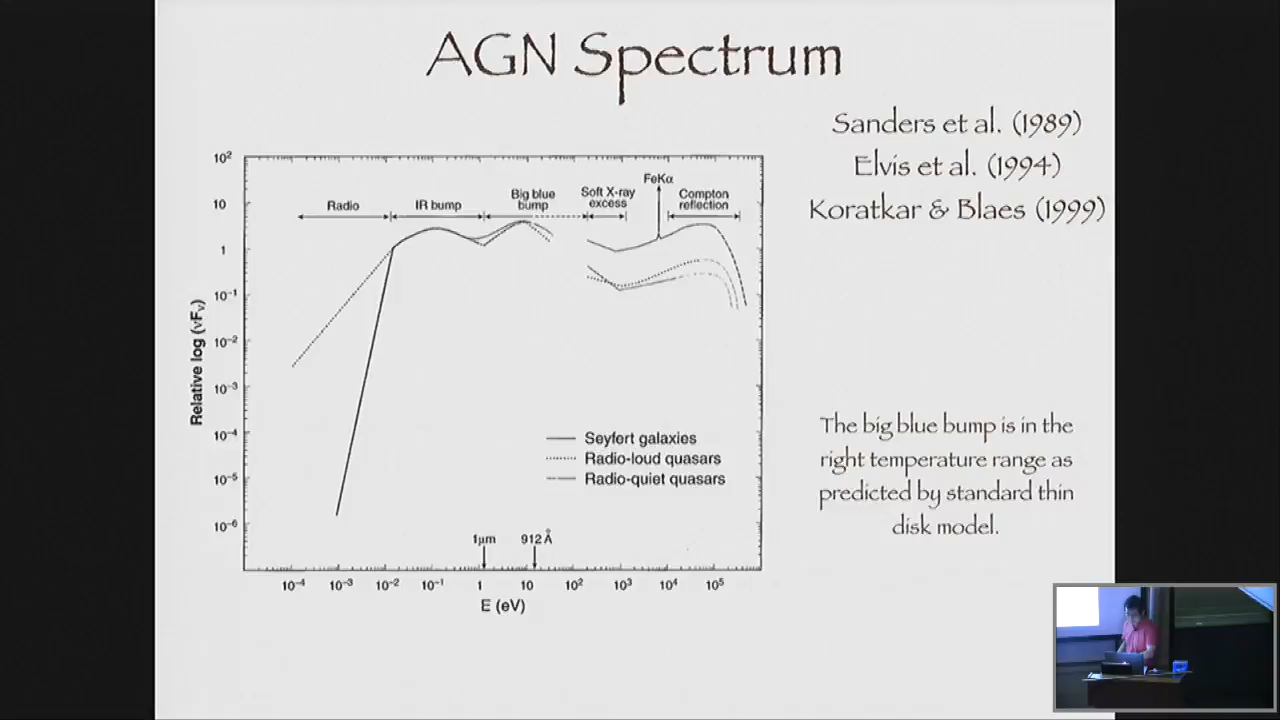 AGN Spectrum
Sanders et al. (1989)
Elvis et al. (1994)
Koratkar & Blaes (1999)
10²
10
1
10⁻¹
10⁻²
10⁻³
10⁻⁴
10⁻⁵
10⁻⁶
Relative log (νFᵥ)
Radio
IR bump
Big blue
bump
Soft X-ray
excess
FeKα
Compton
reflection
Seyfert galaxies
Radio-loud quasars
Radio-quiet quasars
1μm
912 Å
10⁻⁴ 10⁻³ 10⁻² 10⁻¹ 1 10 10² 10³ 10⁴ 10⁵
E (eV)
The big blue bump is in the
right temperature range as
predicted by standard thin
disk model.